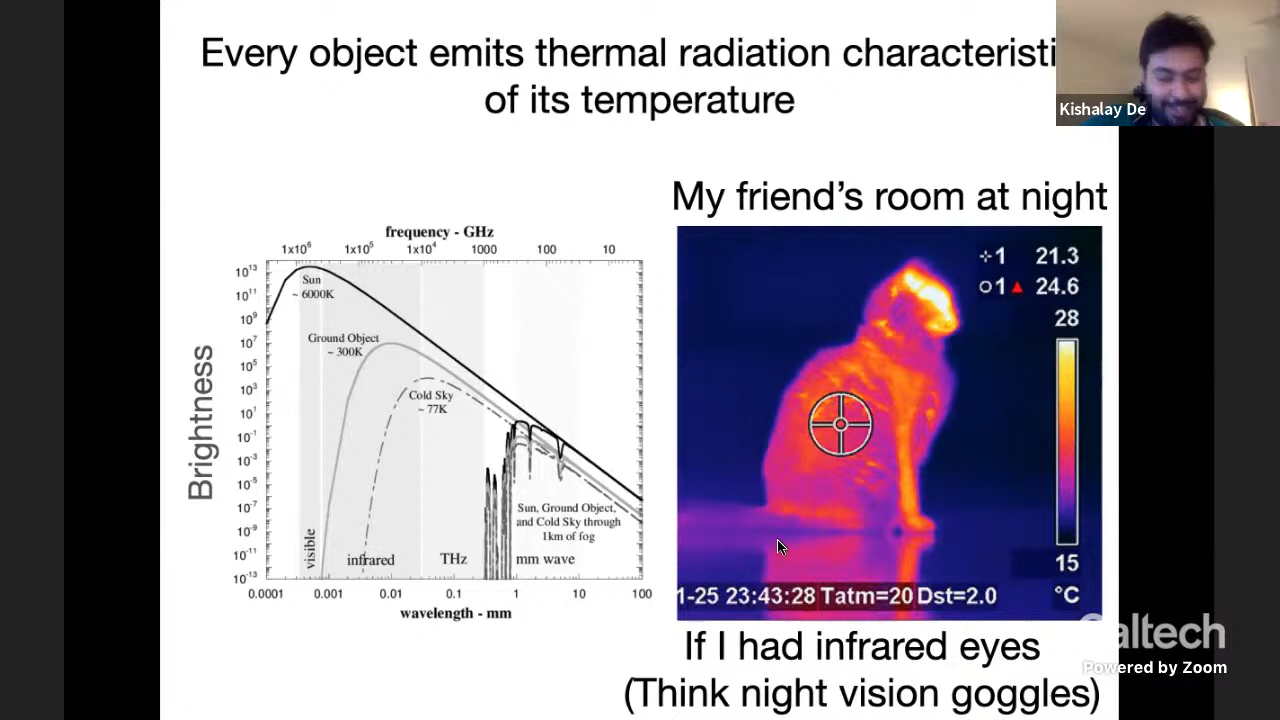 Every object emits thermal radiation characteristi
of its temperature
Kishalay De
My friend's room at night
frequency - GHz
1x10⁶ 1x10⁵ 1x10⁴ 1000 100 10
Brightness
10¹³
10¹¹
10⁹
10⁷
10⁵
10³
10¹
10⁻¹
10⁻³
10⁻⁵
10⁻⁷
10⁻⁹
10⁻¹¹
10⁻¹³
Sun
~ 6000K
Ground Object
~ 300K
Cold Sky
~ 77K
Sun, Ground Object,
and Cold Sky through
1km of fog
visible infrared THz mm wave
0.0001 0.001 0.01 0.1 1 10 100
wavelength - mm
1 21.3
1 ▲ 24.6
28
15
°C
1-25 23:43:28 Tatm=20 Dst=2.0
If I had infrared eyes
(Think night vision goggles)
altech
Powered by Zoom